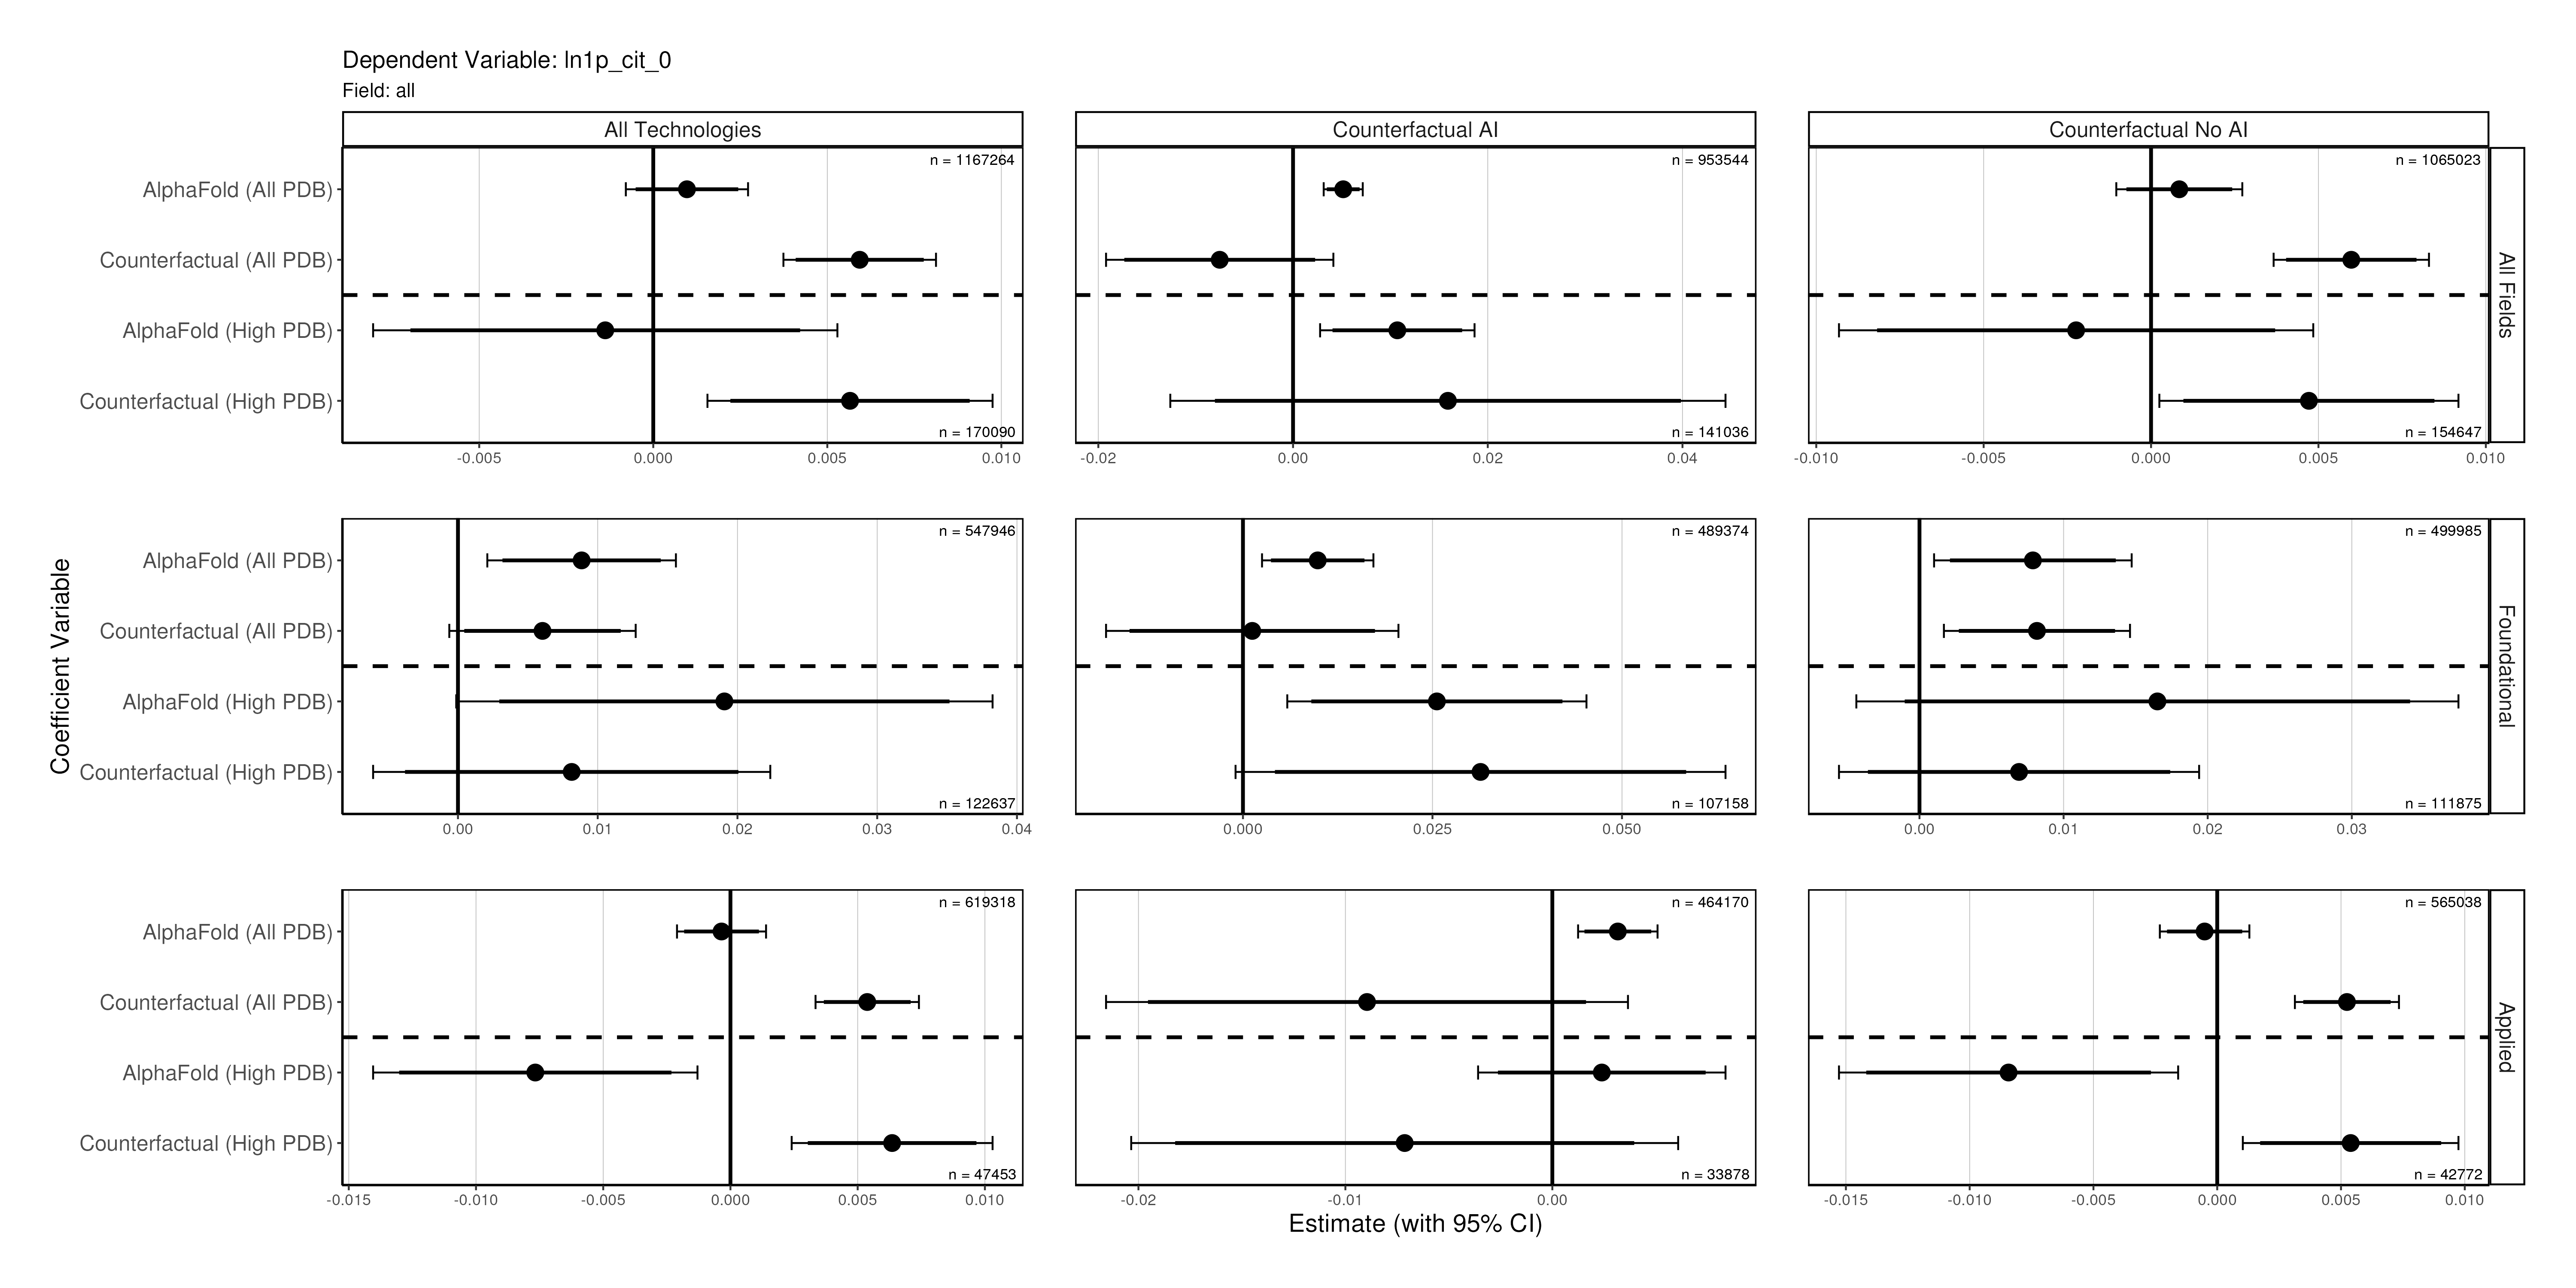 Dependent Variable: ln1p_cit_0
Field: all
All Technologies
Counterfactual AI
Counterfactual No AI
Coefficient Variable
AlphaFold (All PDB)
Counterfactual (All PDB)
AlphaFold (High PDB)
Counterfactual (High PDB)
n = 1167264
n = 170090
-0.005 0.000 0.005 0.010
n = 953544
n = 141036
-0.02 0.00 0.02 0.04
n = 1065023
n = 154647
-0.010 -0.005 0.000 0.005 0.010
All Fields
AlphaFold (All PDB)
Counterfactual (All PDB)
AlphaFold (High PDB)
Counterfactual (High PDB)
n = 547946
n = 122637
0.00 0.01 0.02 0.03 0.04
n = 489374
n = 107158
0.000 0.025 0.050
n = 499985
n = 111875
0.00 0.01 0.02 0.03
Foundational
AlphaFold (All PDB)
Counterfactual (All PDB)
AlphaFold (High PDB)
Counterfactual (High PDB)
n = 619318
n = 47453
-0.015 -0.010 -0.005 0.000 0.005 0.010
n = 464170
n = 33878
-0.02 -0.01 0.00
n = 565038
n = 42772
-0.015 -0.010 -0.005 0.000 0.005 0.010
Applied
Estimate (with 95% CI)